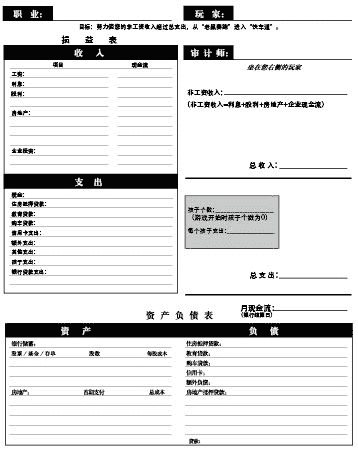 职 业：
玩 家：
目标：努力使您的非工资收入超过总支出，从“老鼠赛跑”进入“快车道”。
损 益 表
收 入
审计师：
项目 现金流
坐在您右侧的玩家
工资：
利息：
股利：
非工资收入：
(非工资收入=利息+股利+房地产+企业现金流)
房地产：
企业投资：
总 收 入：
支 出
税金：
住房抵押贷款：
教育贷款：
购车贷款：
信用卡支出：
额外支出：
其他支出：
孩子支出：
银行贷款支出：
孩子个数：
(游戏开始时孩子个数为0)
每个孩子支出：
总 支 出：
月现金流：
(银行结算日)
资 产 负 债 表
资 产
负 债
银行储蓄：
股票／基金／存单 股数 每股成本
房地产： 首期支付 总成本
住房抵押贷款：
教育贷款：
购车贷款：
信用卡：
额外负债：
房地产抵押贷款：
贷款：